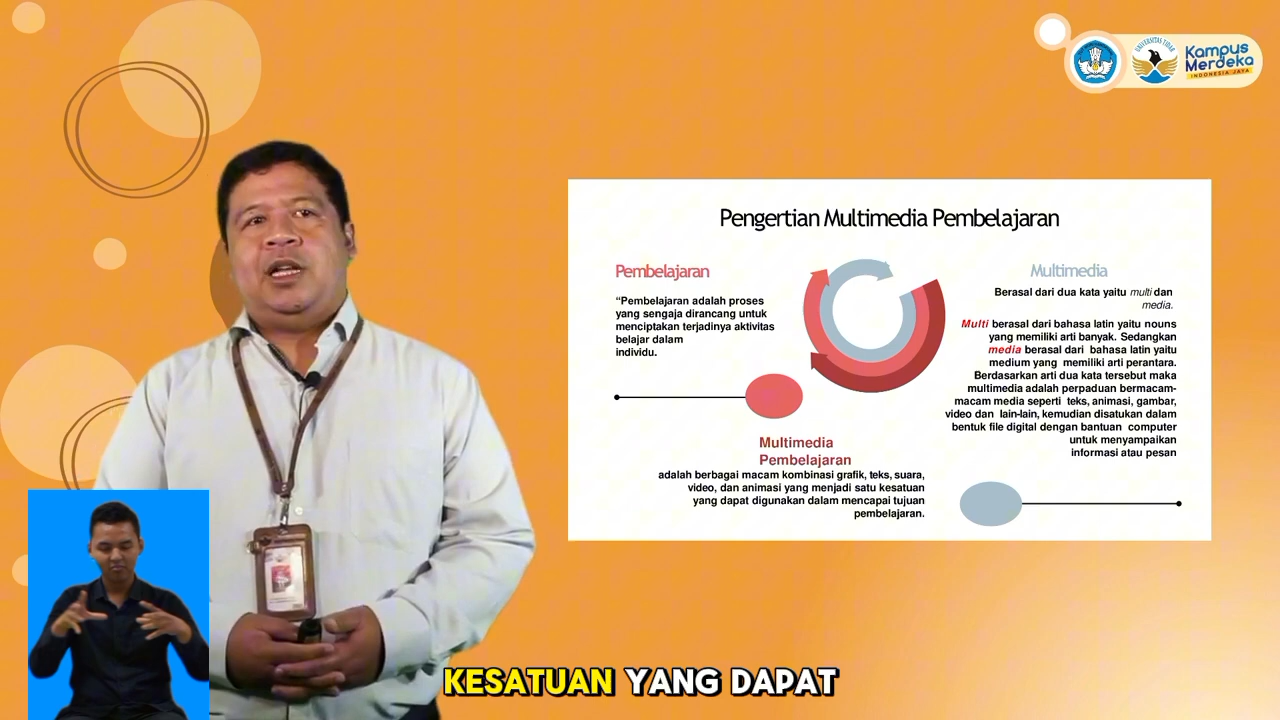 UNIVERSITAS TIDAR
Kampus
Merdeka
INDONESIA JAYA
Pengertian Multimedia Pembelajaran
Pembelajaran
“Pembelajaran adalah proses
yang sengaja dirancang untuk
menciptakan terjadinya aktivitas
belajar dalam
individu.
Multimedia
Berasal dari dua kata yaitu multi dan
media.
Multi berasal dari bahasa latin yaitu nouns
yang memiliki arti banyak. Sedangkan
media berasal dari bahasa latin yaitu
medium yang memiliki arti perantara.
Berdasarkan arti dua kata tersebut maka
multimedia adalah perpaduan bermacam-
macam media seperti teks, animasi, gambar,
video dan lain-lain, kemudian disatukan dalam
bentuk file digital dengan bantuan computer
untuk menyampaikan
informasi atau pesan
Multimedia
Pembelajaran
adalah berbagai macam kombinasi grafik, teks, suara,
video, dan animasi yang menjadi satu kesatuan
yang dapat digunakan dalam mencapai tujuan
pembelajaran.
KESATUAN YANG DAPAT